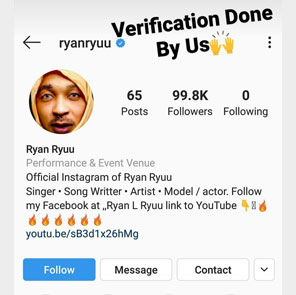 Verification Done
By Us🙌
ryanryuu
65 99.8K 0
Posts Followers Following
Ryan Ryuu
Performance & Event Venue
Official Instagram of Ryan Ryuu
Singer • Song Writter • Artist • Model / actor. Follow
my Facebook at „Ryan L Ryuu link to YouTube 👇🔥
🔥🔥🔥🔥🔥🔥
youtu.be/sB3d1x26hMg
Follow Message Contact